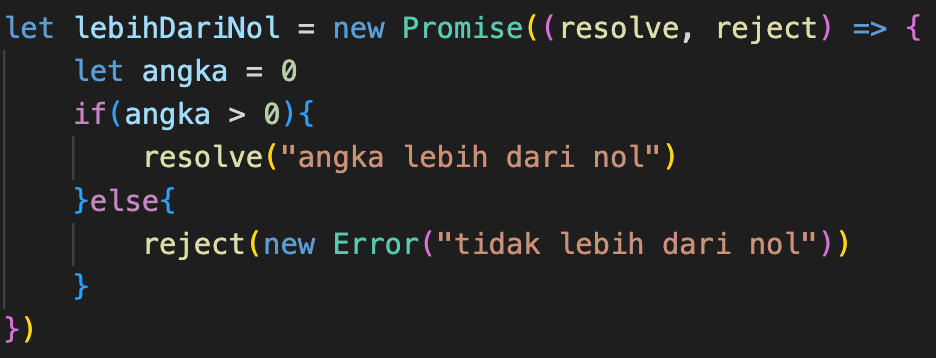 let lebihDariNol = new Promise((resolve, reject) => {
    let angka = 0
    if(angka > 0){
        resolve("angka lebih dari nol")
    }else{
        reject(new Error("tidak lebih dari nol"))
    }
})